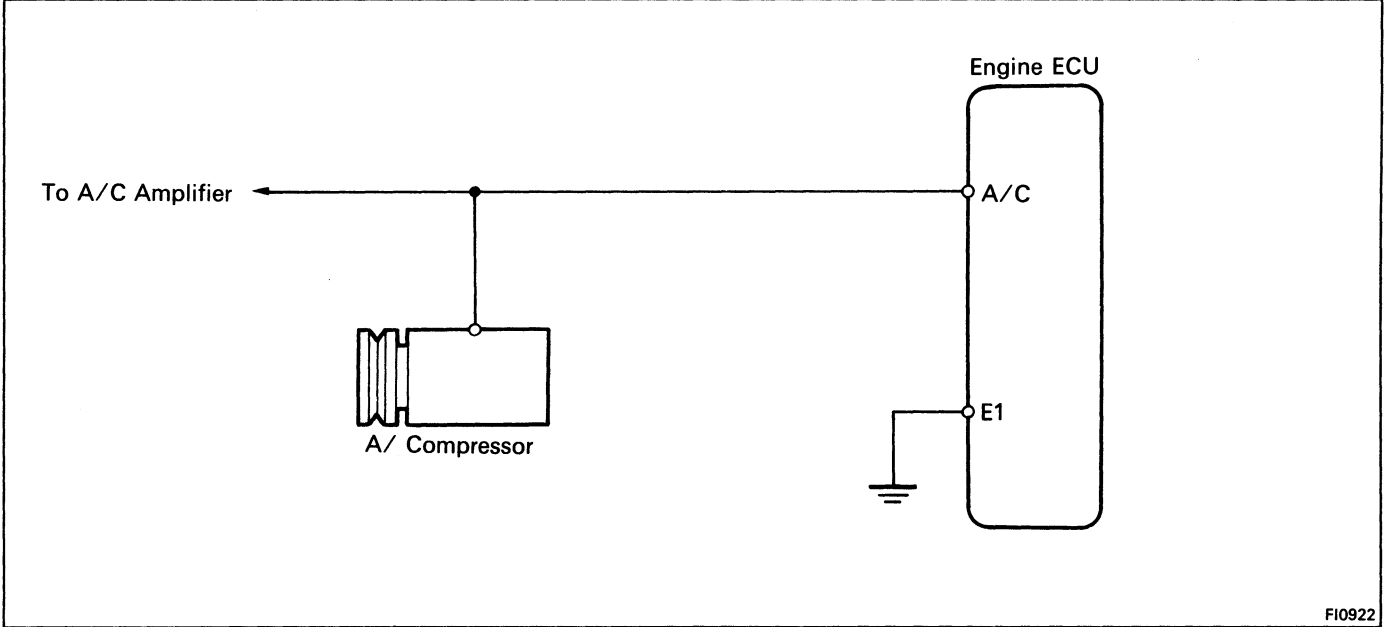 Engine ECU
To A/C Amplifier
A/C
E1
A/ Compressor
FI0922